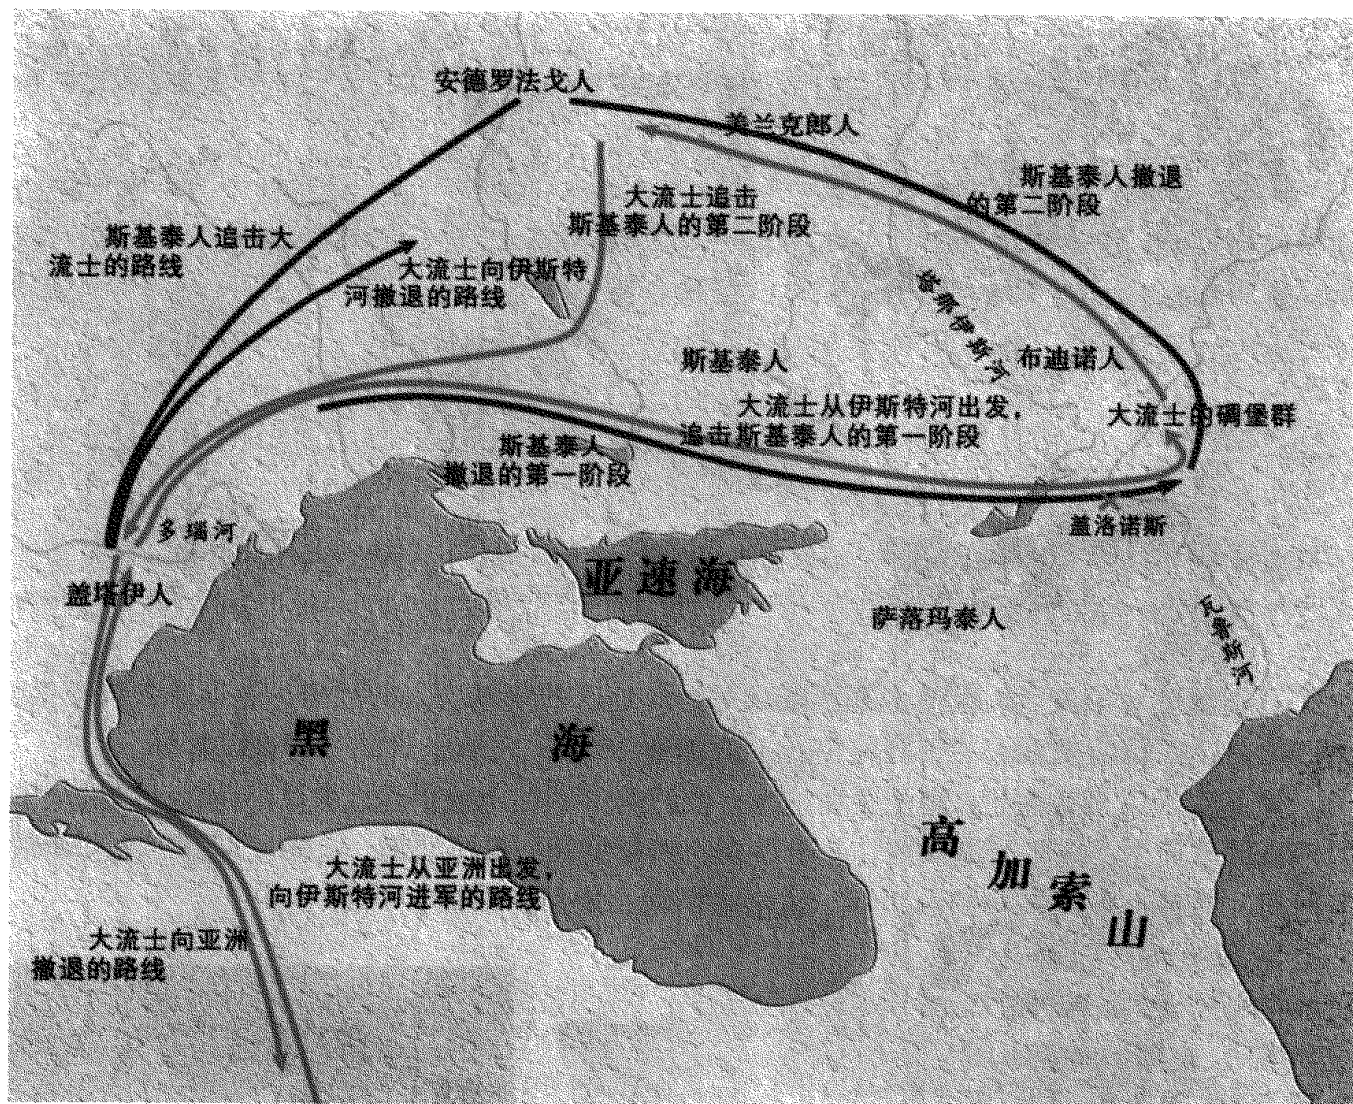 安德罗法戈人
美兰克郎人
斯基泰人撤退
的第二阶段
大流士追击
斯基泰人的第二阶段
斯基泰人追击大
流士的路线
大流士向伊斯特
河撤退的路线
塔那伊斯河
斯基泰人
布迪诺人
大流士从伊斯特河出发，
追击斯基泰人的第一阶段
大流士的碉堡群
斯基泰人
撤退的第一阶段
多瑙河
盖洛诺斯
亚速海
盖塔伊人
萨落玛泰人
瓦鲁斯河
黑海
高加索山
大流士从亚洲出发，
向伊斯特河进军的路线
大流士向亚洲
撤退的路线